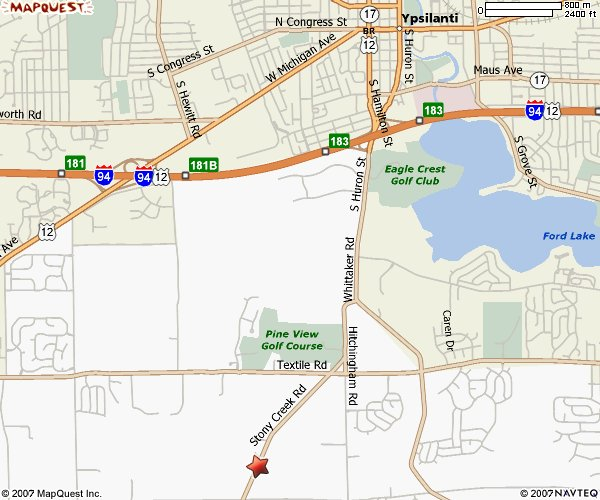 MAPQUEST
N Congress St
17
Ypsilanti
0
800 m
2400 ft
BR
12
S Congress St
W Michigan Ave
S Huron St
Maus Ave
17
S Hewitt Rd
S Hamilton St
worth Rd
183
183
94
12
181
94
94
12
181B
Eagle Crest
Golf Club
S Grove St
S Huron St
12
Ave
Ford Lake
Whittaker Rd
Pine View
Golf Course
Caren Dr
Hitchingham Rd
Textile Rd
Stony Creek Rd
© 2007 MapQuest Inc.
© 2007 NAVTEQ